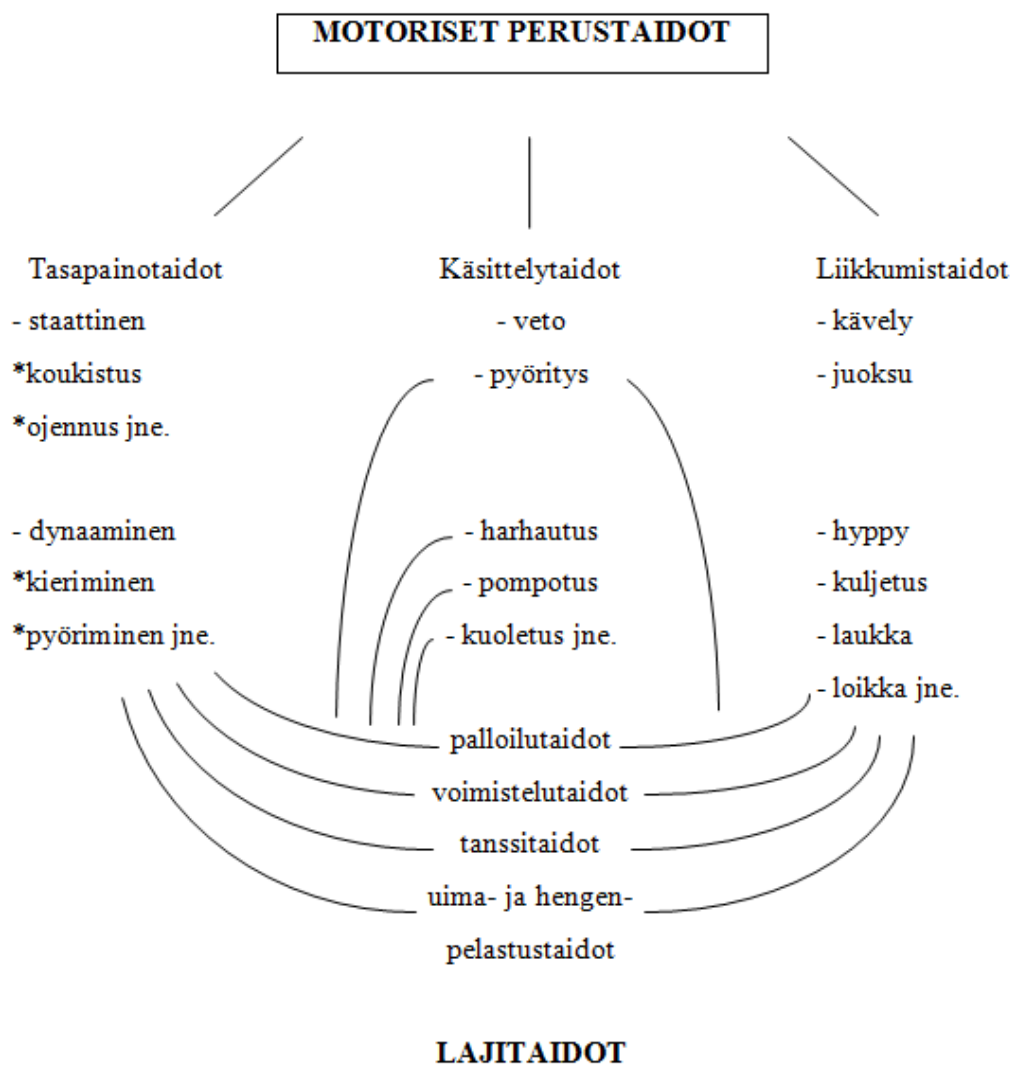 MOTORISET PERUSTAIDOT
Tasapainotaidot
- staattinen
*koukistus
*ojennus jne.
- dynaaminen
*kieriminen
*pyöriminen jne.
Käsittelytaidot
- veto
- pyöritys
- harhautus
- pompotus
- kuoletus jne.
Liikkumistaidot
- kävely
- juoksu
- hyppy
- kuljetus
- laukka
- loikka jne.
palloilutaidot
voimistelutaidot
tanssitaidot
uima- ja hengen-
pelastustaidot
LAJITAIDOT